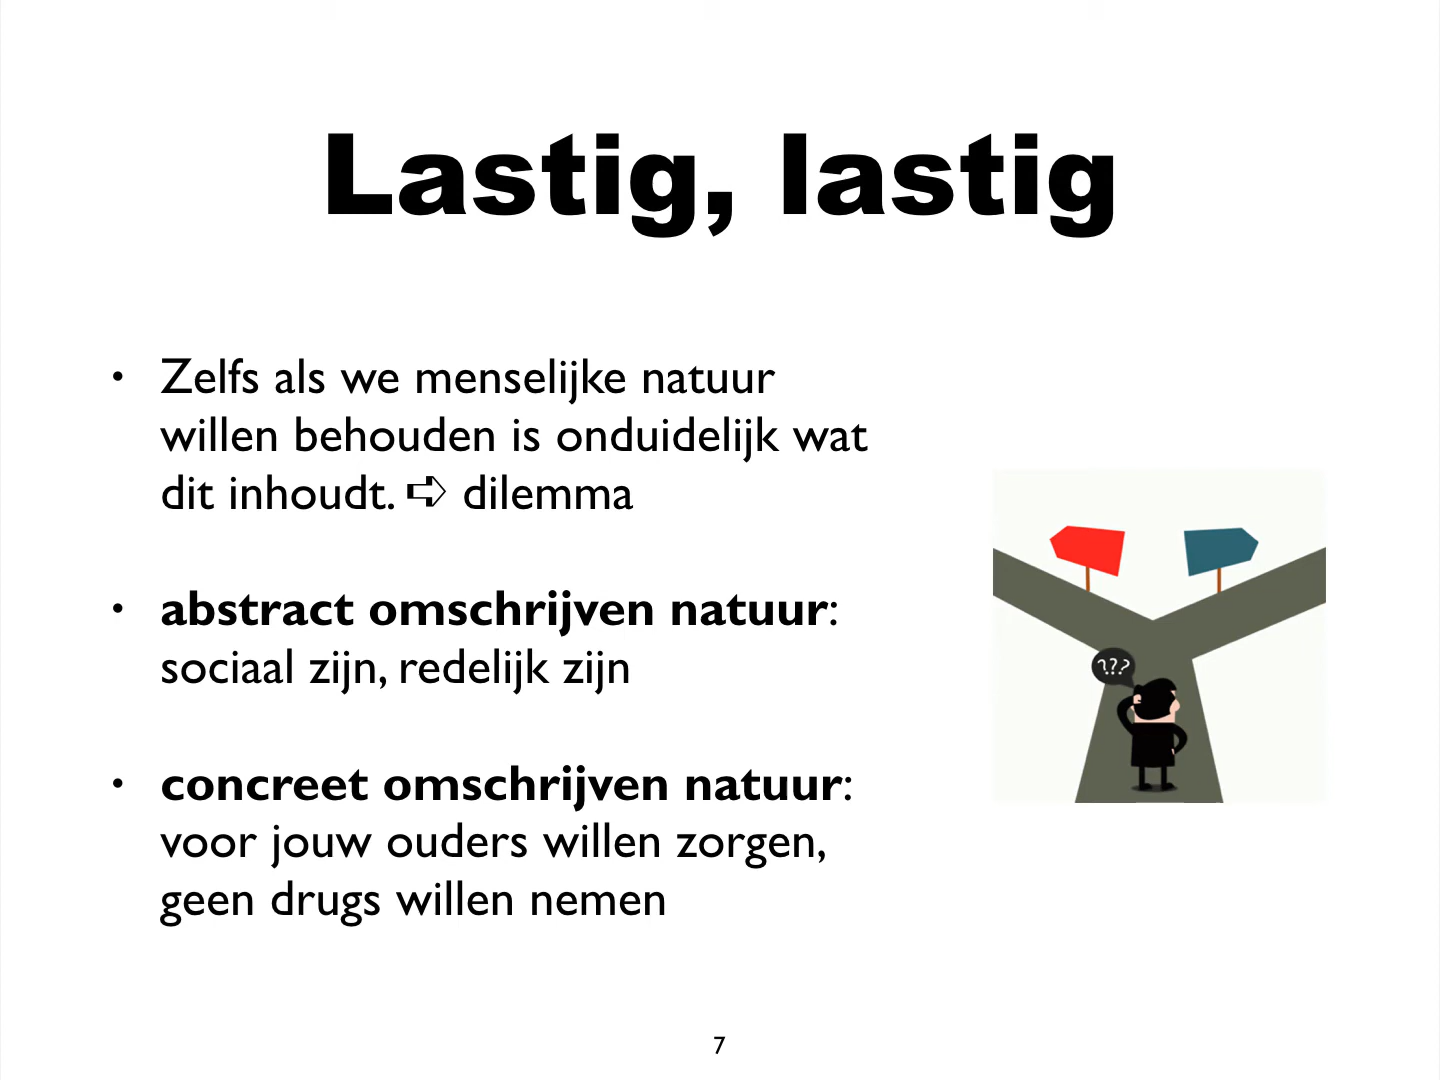 Lastig, lastig
• Zelfs als we menselijke natuur
willen behouden is onduidelijk wat
dit inhoudt. ➪ dilemma
• abstract omschrijven natuur:
sociaal zijn, redelijk zijn
• concreet omschrijven natuur:
voor jouw ouders willen zorgen,
geen drugs willen nemen
???
7